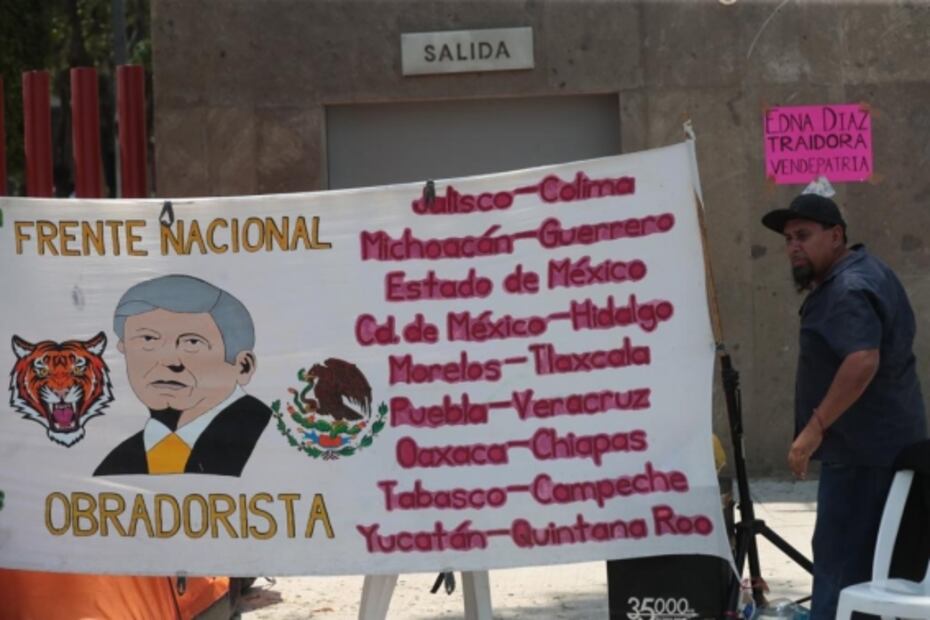 SALIDA
EDNA DIAZ
TRAIDORA
VENDEPATRIA
FRENTE NACIONAL
OBRADORISTA
Jalisco-Colima
Michoacán-Guerrero
Estado de México
Cd. de México-Hidalgo
Morelos-Tlaxcala
Puebla-Veracruz
Oaxaca-Chiapas
Tabasco-Campeche
Yucatán-Quintana Roo
35000